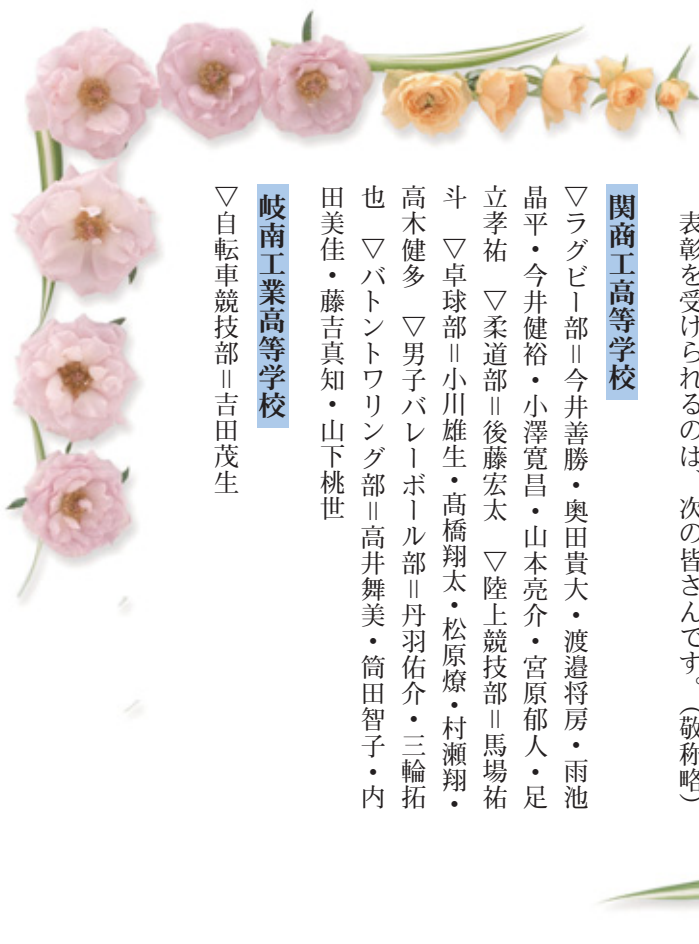 表彰を受けられるのは、次の皆さんです。（敬称略）
関商工高等学校
▽ラグビー部＝今井善勝・奥田貴大・渡邉将房・雨池
晶平・今井健裕・小澤寛昌・山本亮介・宮原郁人・足
立孝祐　▽柔道部＝後藤宏太　▽陸上競技部＝馬場祐
斗　▽卓球部＝小川雄生・髙橋翔太・松原燎・村瀬翔・
高木健多　▽男子バレーボール部＝丹羽佑介・三輪拓
也　▽バトントワリング部＝高井舞美・筒田智子・内
田美佳・藤吉真知・山下桃世
岐南工業高等学校
▽自転車競技部＝吉田茂生